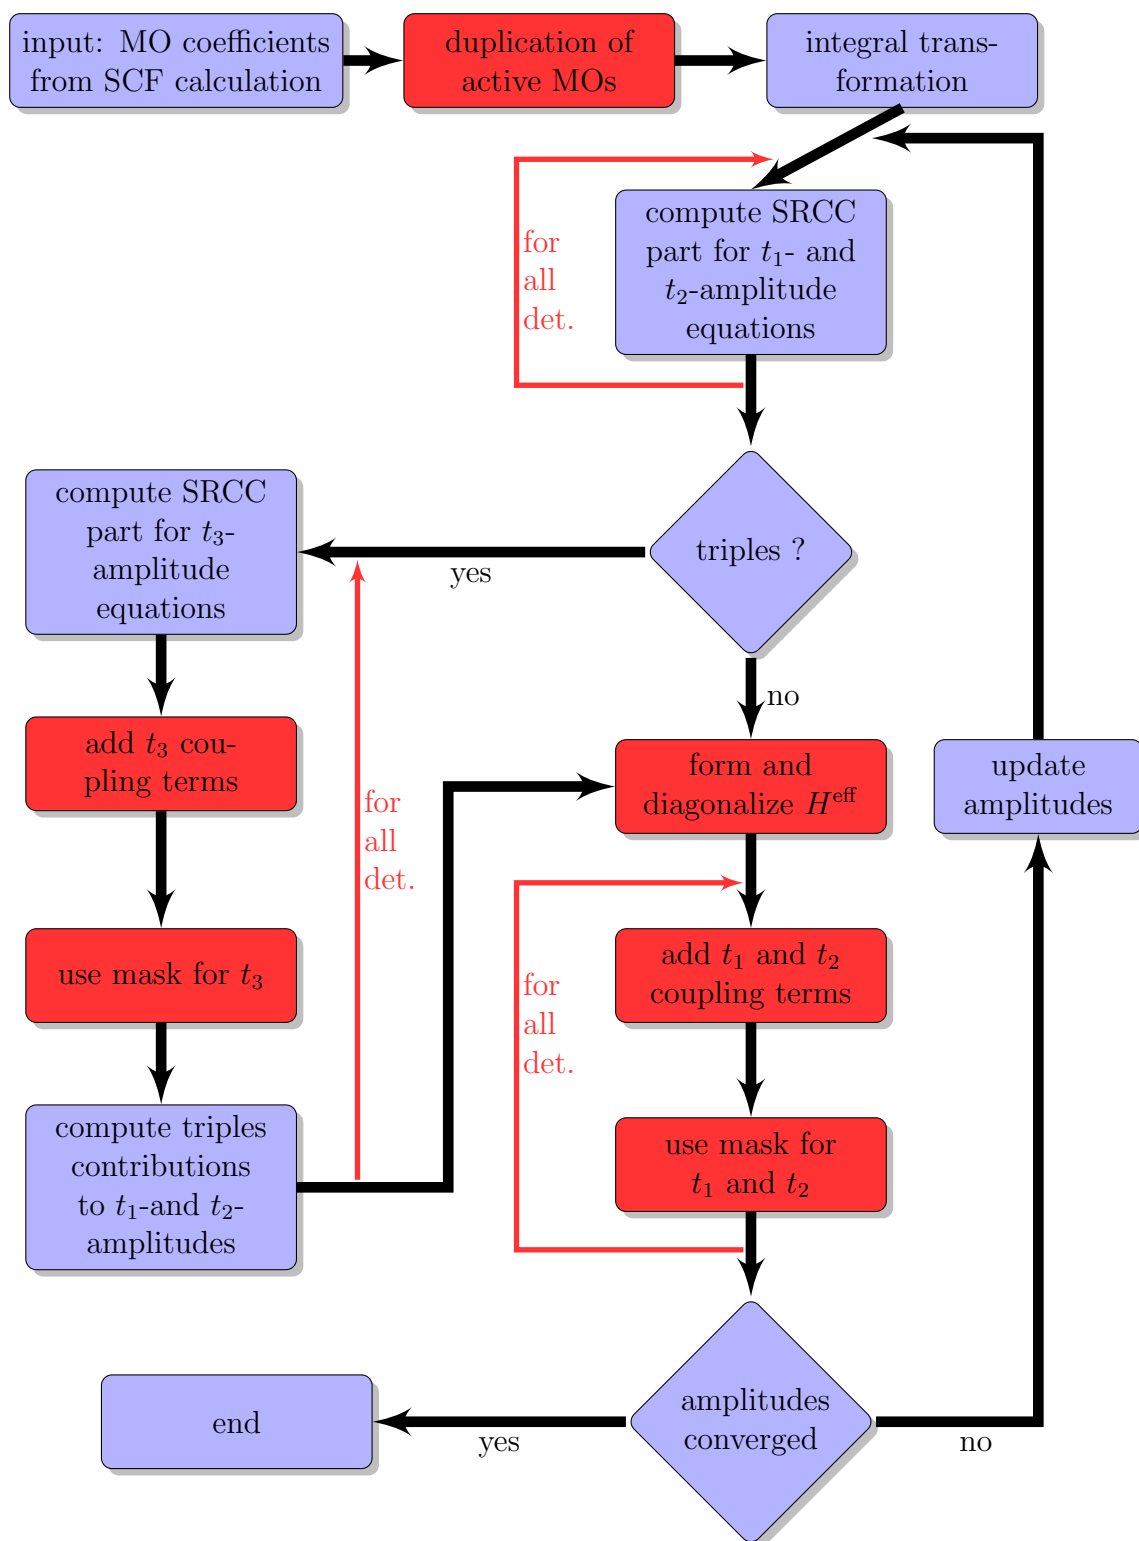 input: MO coefficients
from SCF calculation
duplication of
active MOs
integral trans-
formation
compute SRCC
part for t₁- and
t₂-amplitude
equations
for
all
det.
triples ?
yes
no
compute SRCC
part for t₃-
amplitude
equations
add t₃ cou-
pling terms
use mask for t₃
compute triples
contributions
to t₁-and t₂-
amplitudes
for
all
det.
form and
diagonalize Hᵉᶠᶠ
update
amplitudes
add t₁ and t₂
coupling terms
for
all
det.
use mask for
t₁ and t₂
amplitudes
converged
yes
no
end